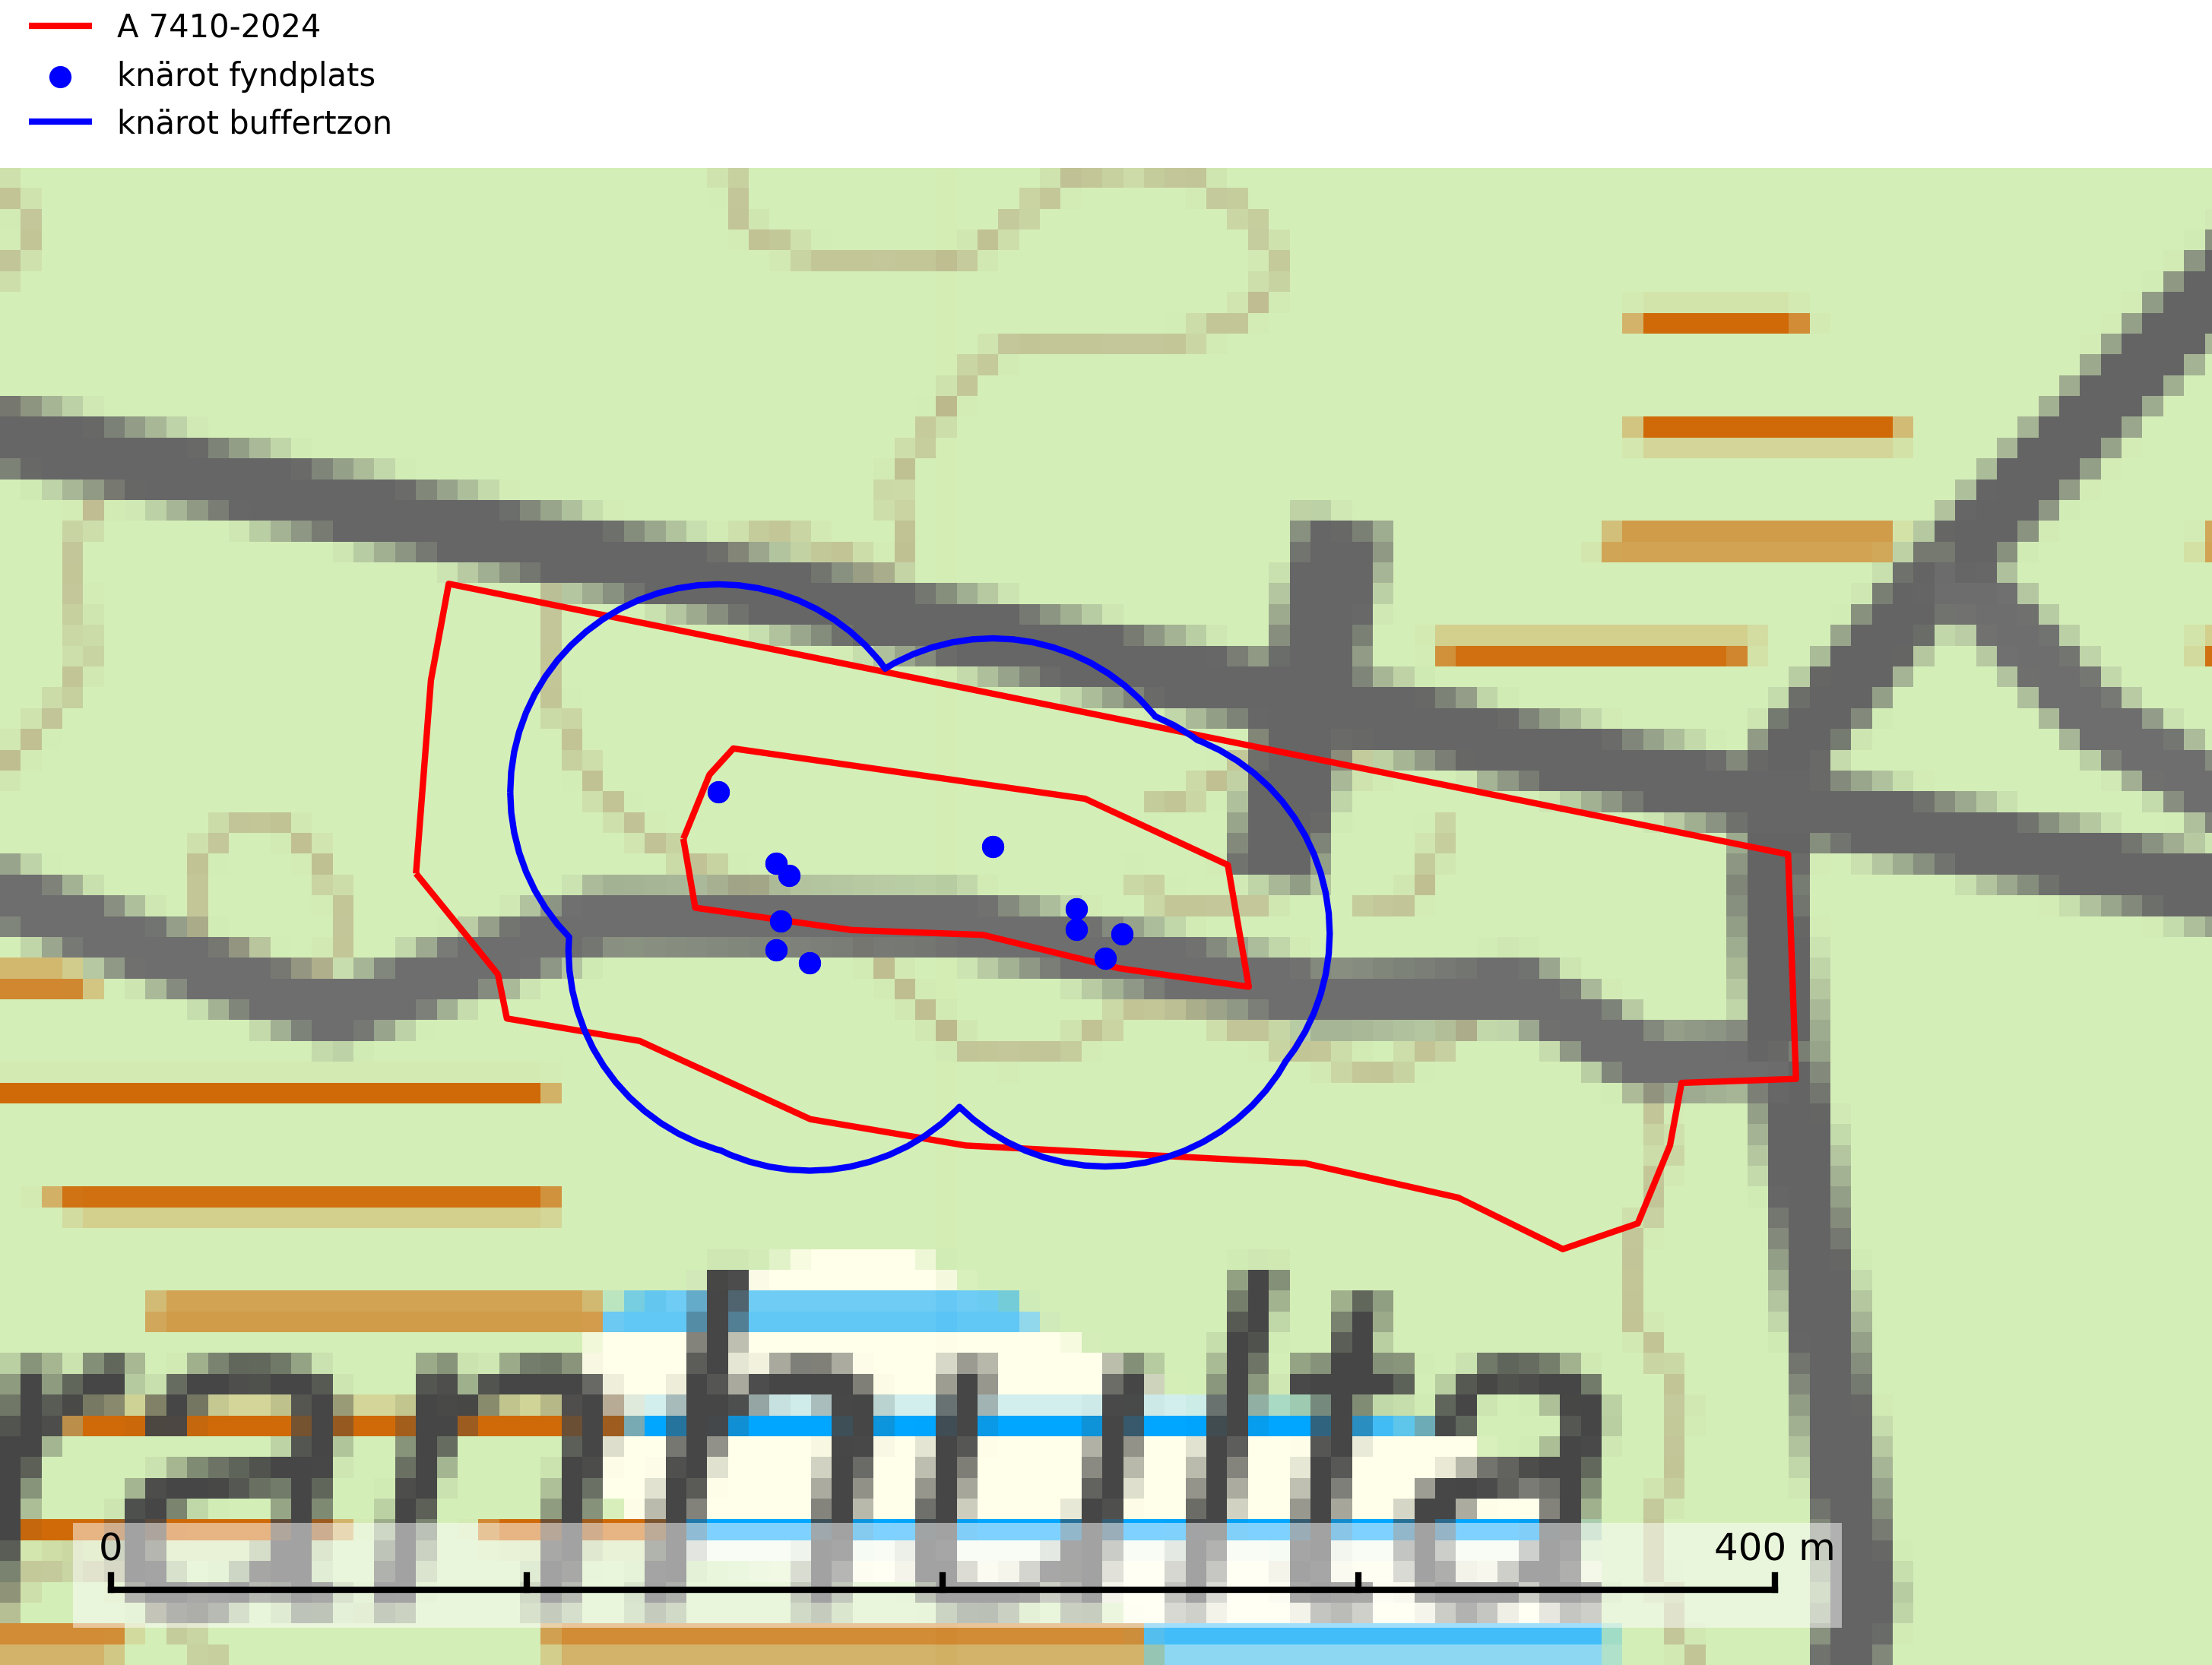 A 7410-2024
knärot fyndplats
knärot buffertzon
0
400 m